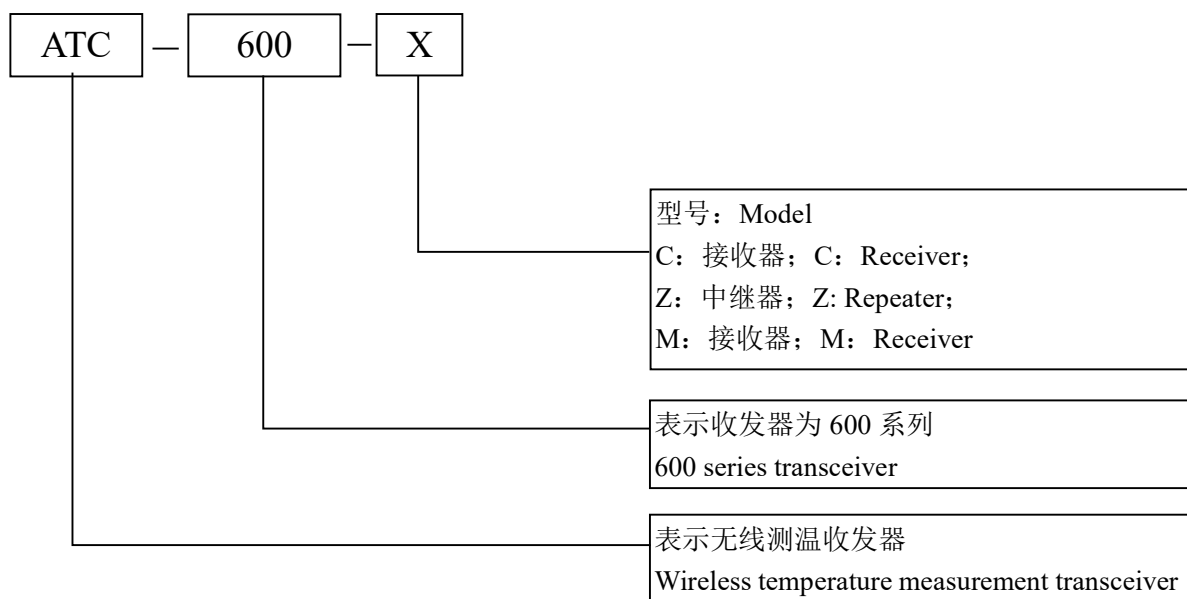 ATC — 600 — X
型号：Model
C：接收器；C：Receiver；
Z：中继器；Z: Repeater；
M：接收器；M：Receiver
表示收发器为 600 系列
600 series transceiver
表示无线测温收发器
Wireless temperature measurement transceiver